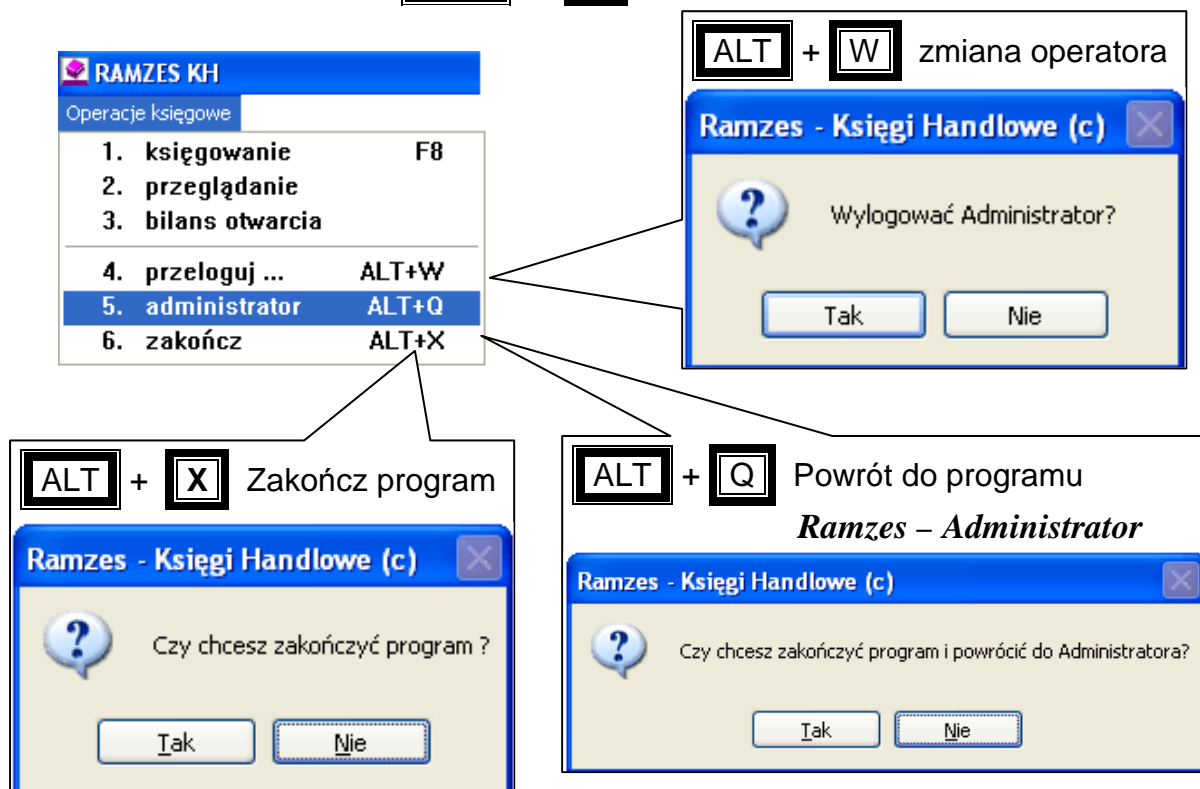 RAMZES KH
Operacje księgowe
1. księgowanie F8
2. przeglądanie
3. bilans otwarcia
4. przeloguj ... ALT+W
5. administrator ALT+Q
6. zakończ ALT+X
ALT + W zmiana operatora
Ramzes - Księgi Handlowe (c)
Wylogować Administrator?
Tak Nie
ALT + X Zakończ program
Ramzes - Księgi Handlowe (c)
Czy chcesz zakończyć program ?
Tak Nie
ALT + Q Powrót do programu
Ramzes – Administrator
Ramzes - Księgi Handlowe (c)
Czy chcesz zakończyć program i powrócić do Administratora?
Tak Nie